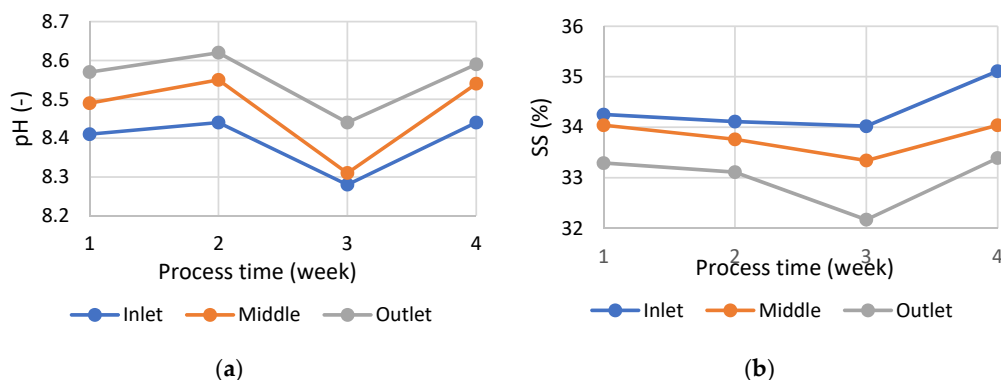 8.7
8.6
8.5
8.4
8.3
8.2
pH (-)
1 2 3 4
Process time (week)
Inlet Middle Outlet
(a)
36
35
34
33
32
SS (%)
1 2 3 4
Process time (week)
Inlet Middle Outlet
(b)